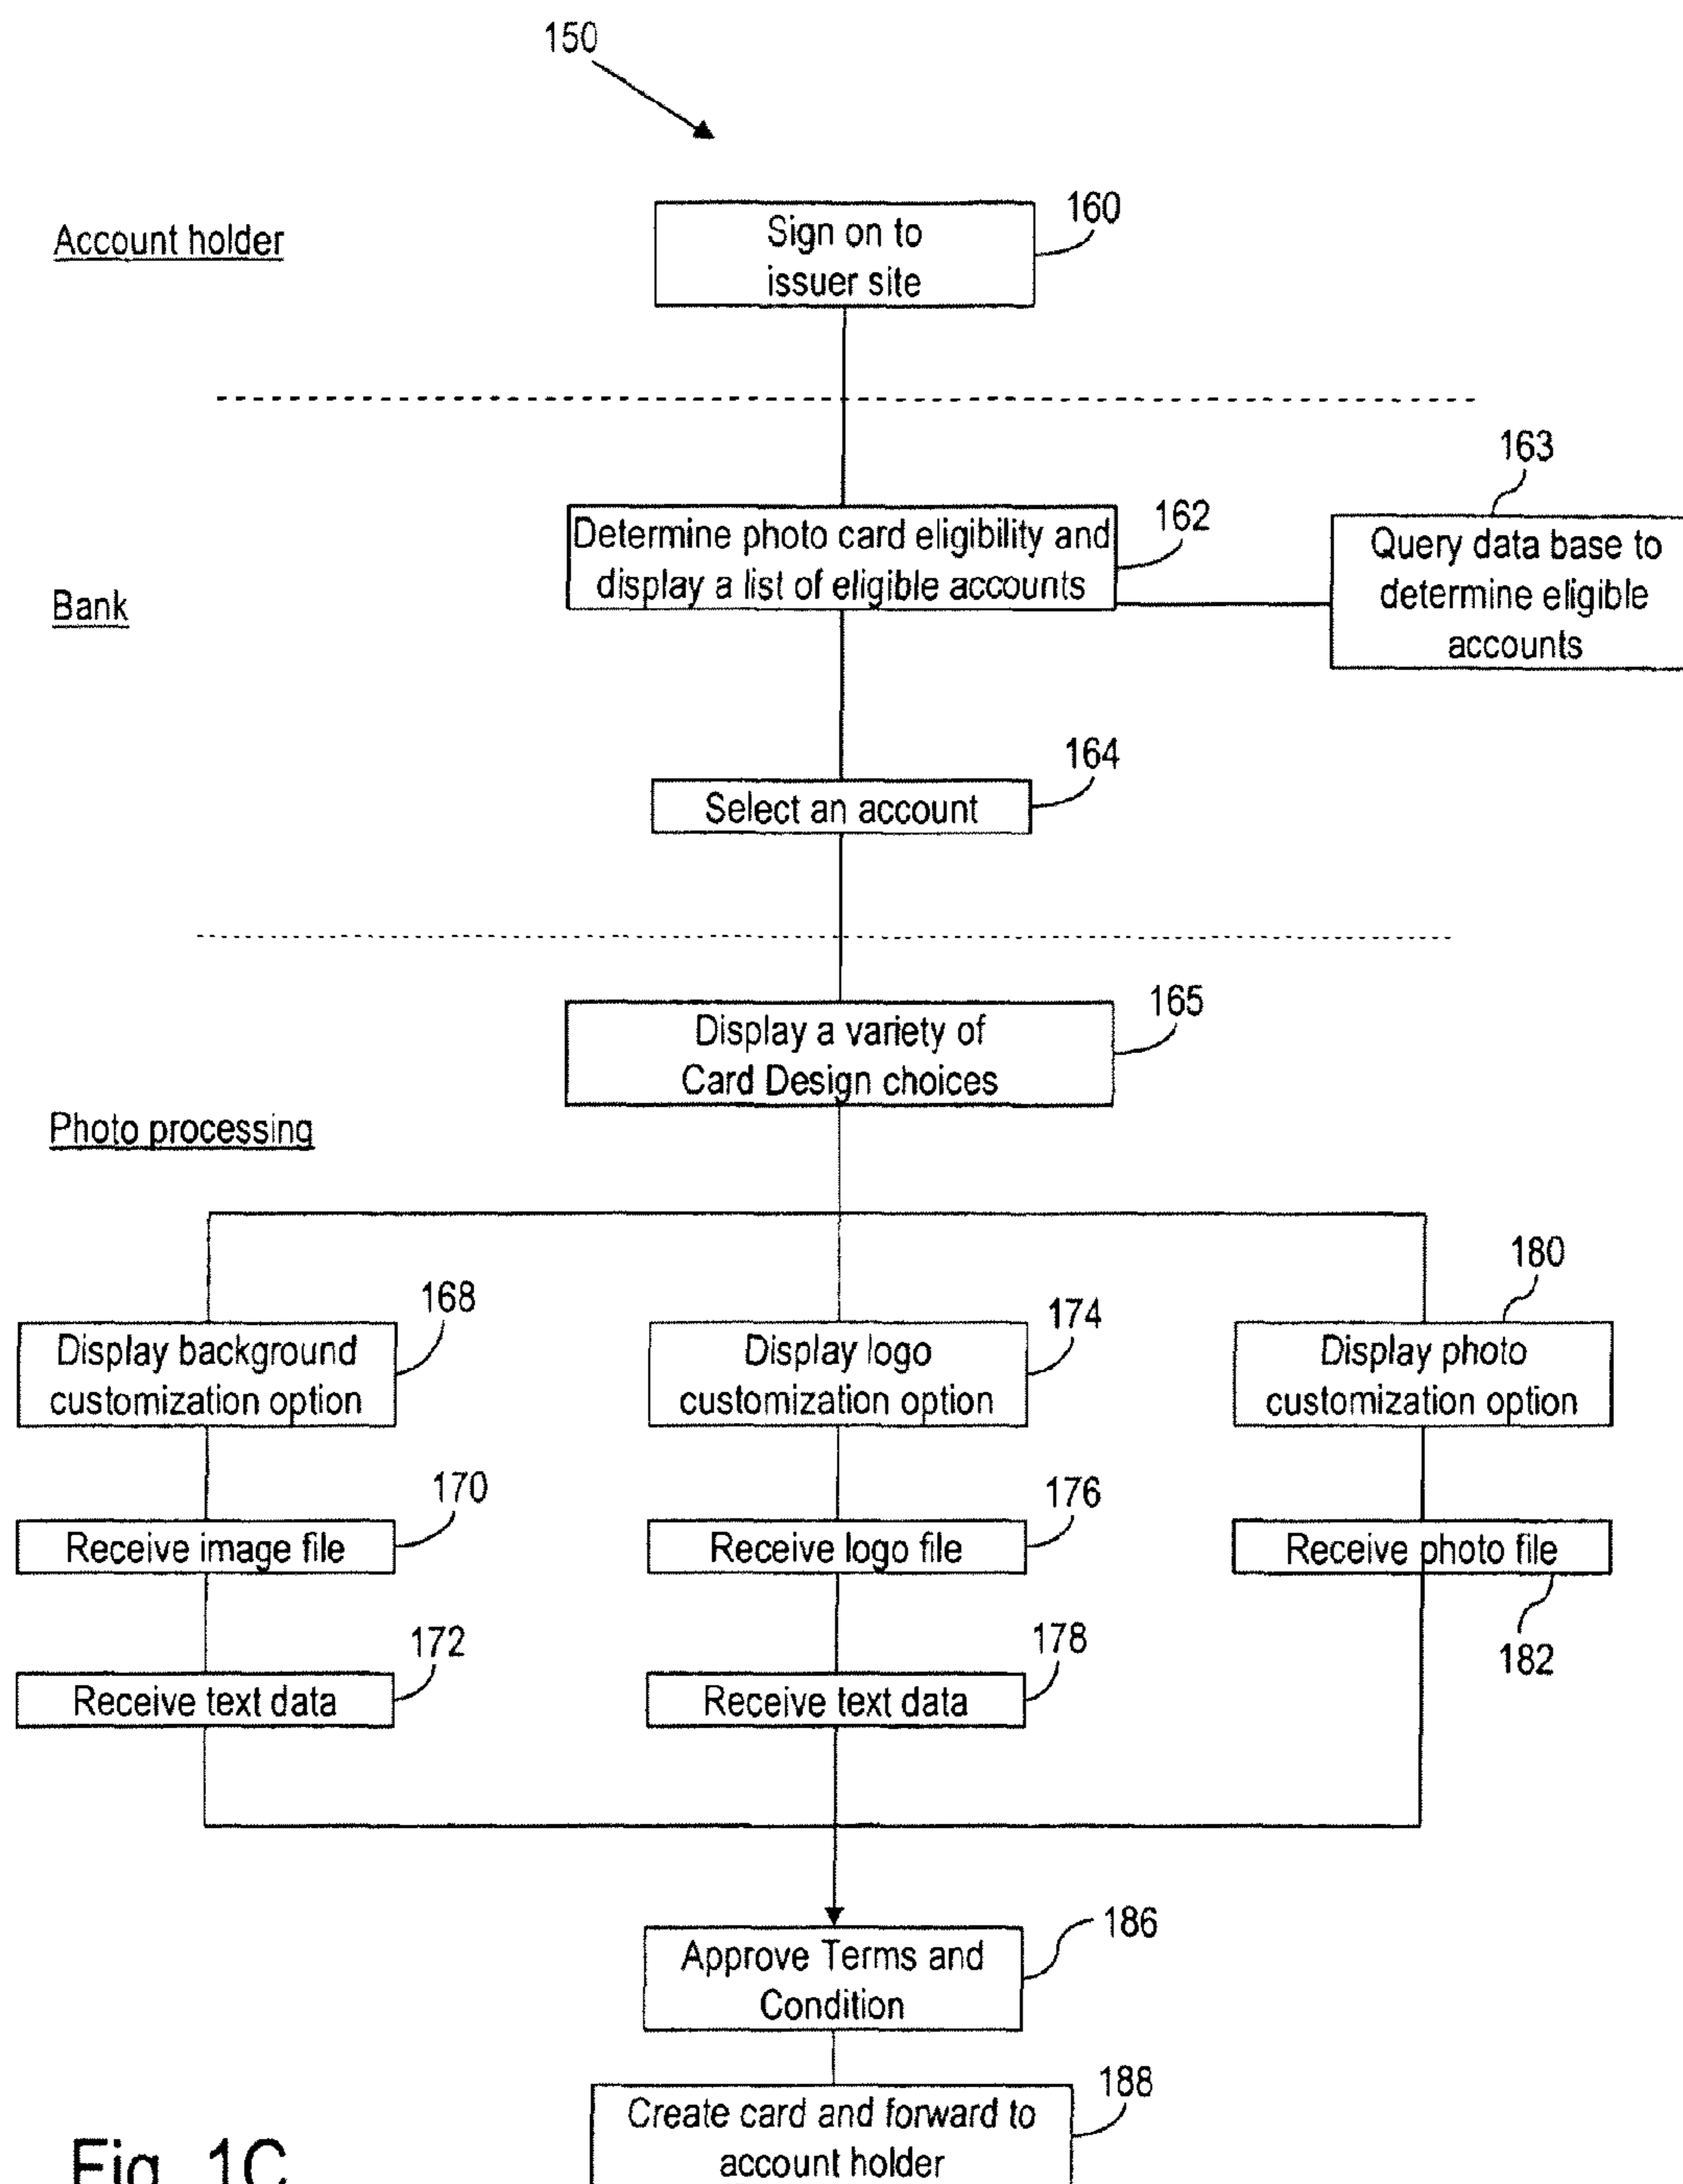 150
160
Account holder
Sign on to
issuer site
163
162
Determine photo card eligibility and
display a list of eligible accounts
Query data base to
determine eligible
accounts
Bank
164
Select an account
165
Display a variety of
Card Design choices
Photo processing
180
168
174
Display background
customization option
Display logo
customization option
Display photo
customization option
170
176
Receive image file
Receive logo file
Receive photo file
172
178
182
Receive text data
Receive text data
186
Approve Terms and
Condition
188
Create card and forward to
account holder
Fig. 1C